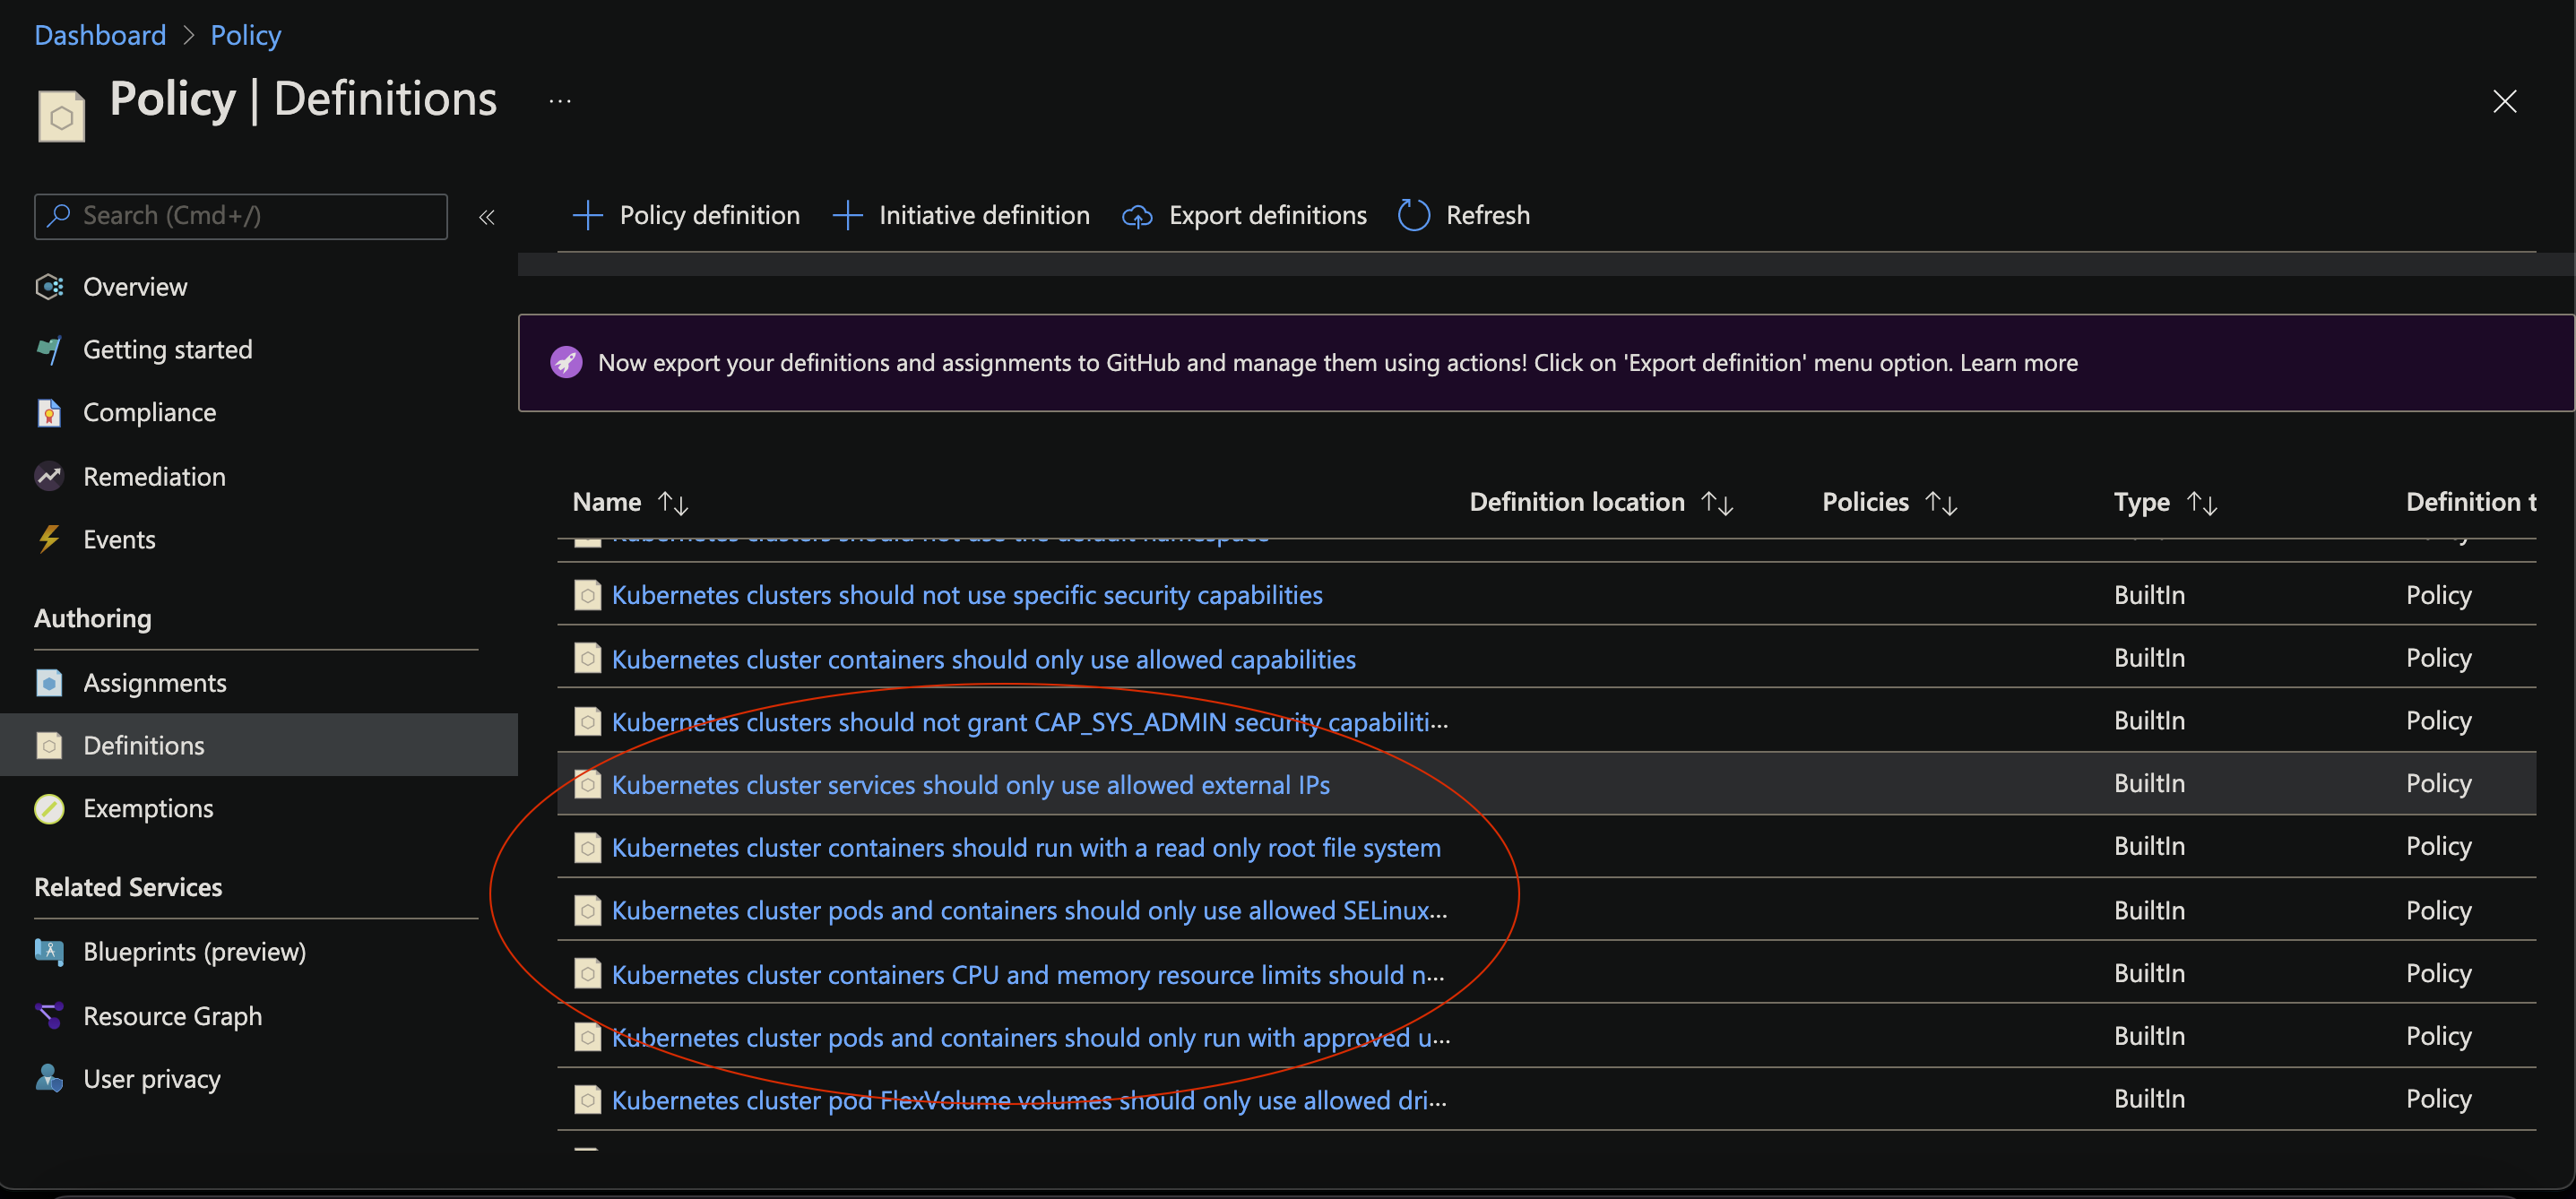 Dashboard > Policy
Policy | Definitions ...
Search (Cmd+/)
Overview
Getting started
Compliance
Remediation
Events
Authoring
Assignments
Definitions
Exemptions
Related Services
Blueprints (preview)
Resource Graph
User privacy
Policy definition Initiative definition Export definitions Refresh
Now export your definitions and assignments to GitHub and manage them using actions! Click on 'Export definition' menu option. Learn more
Name Definition location Policies Type Definition t
Kubernetes clusters should not use the default namespace
Kubernetes clusters should not use specific security capabilities BuiltIn Policy
Kubernetes cluster containers should only use allowed capabilities BuiltIn Policy
Kubernetes clusters should not grant CAP_SYS_ADMIN security capabiliti... BuiltIn Policy
Kubernetes cluster services should only use allowed external IPs BuiltIn Policy
Kubernetes cluster containers should run with a read only root file system BuiltIn Policy
Kubernetes cluster pods and containers should only use allowed SELinux... BuiltIn Policy
Kubernetes cluster containers CPU and memory resource limits should n... BuiltIn Policy
Kubernetes cluster pods and containers should only run with approved u... BuiltIn Policy
Kubernetes cluster pod FlexVolume volumes should only use allowed dri... BuiltIn Policy